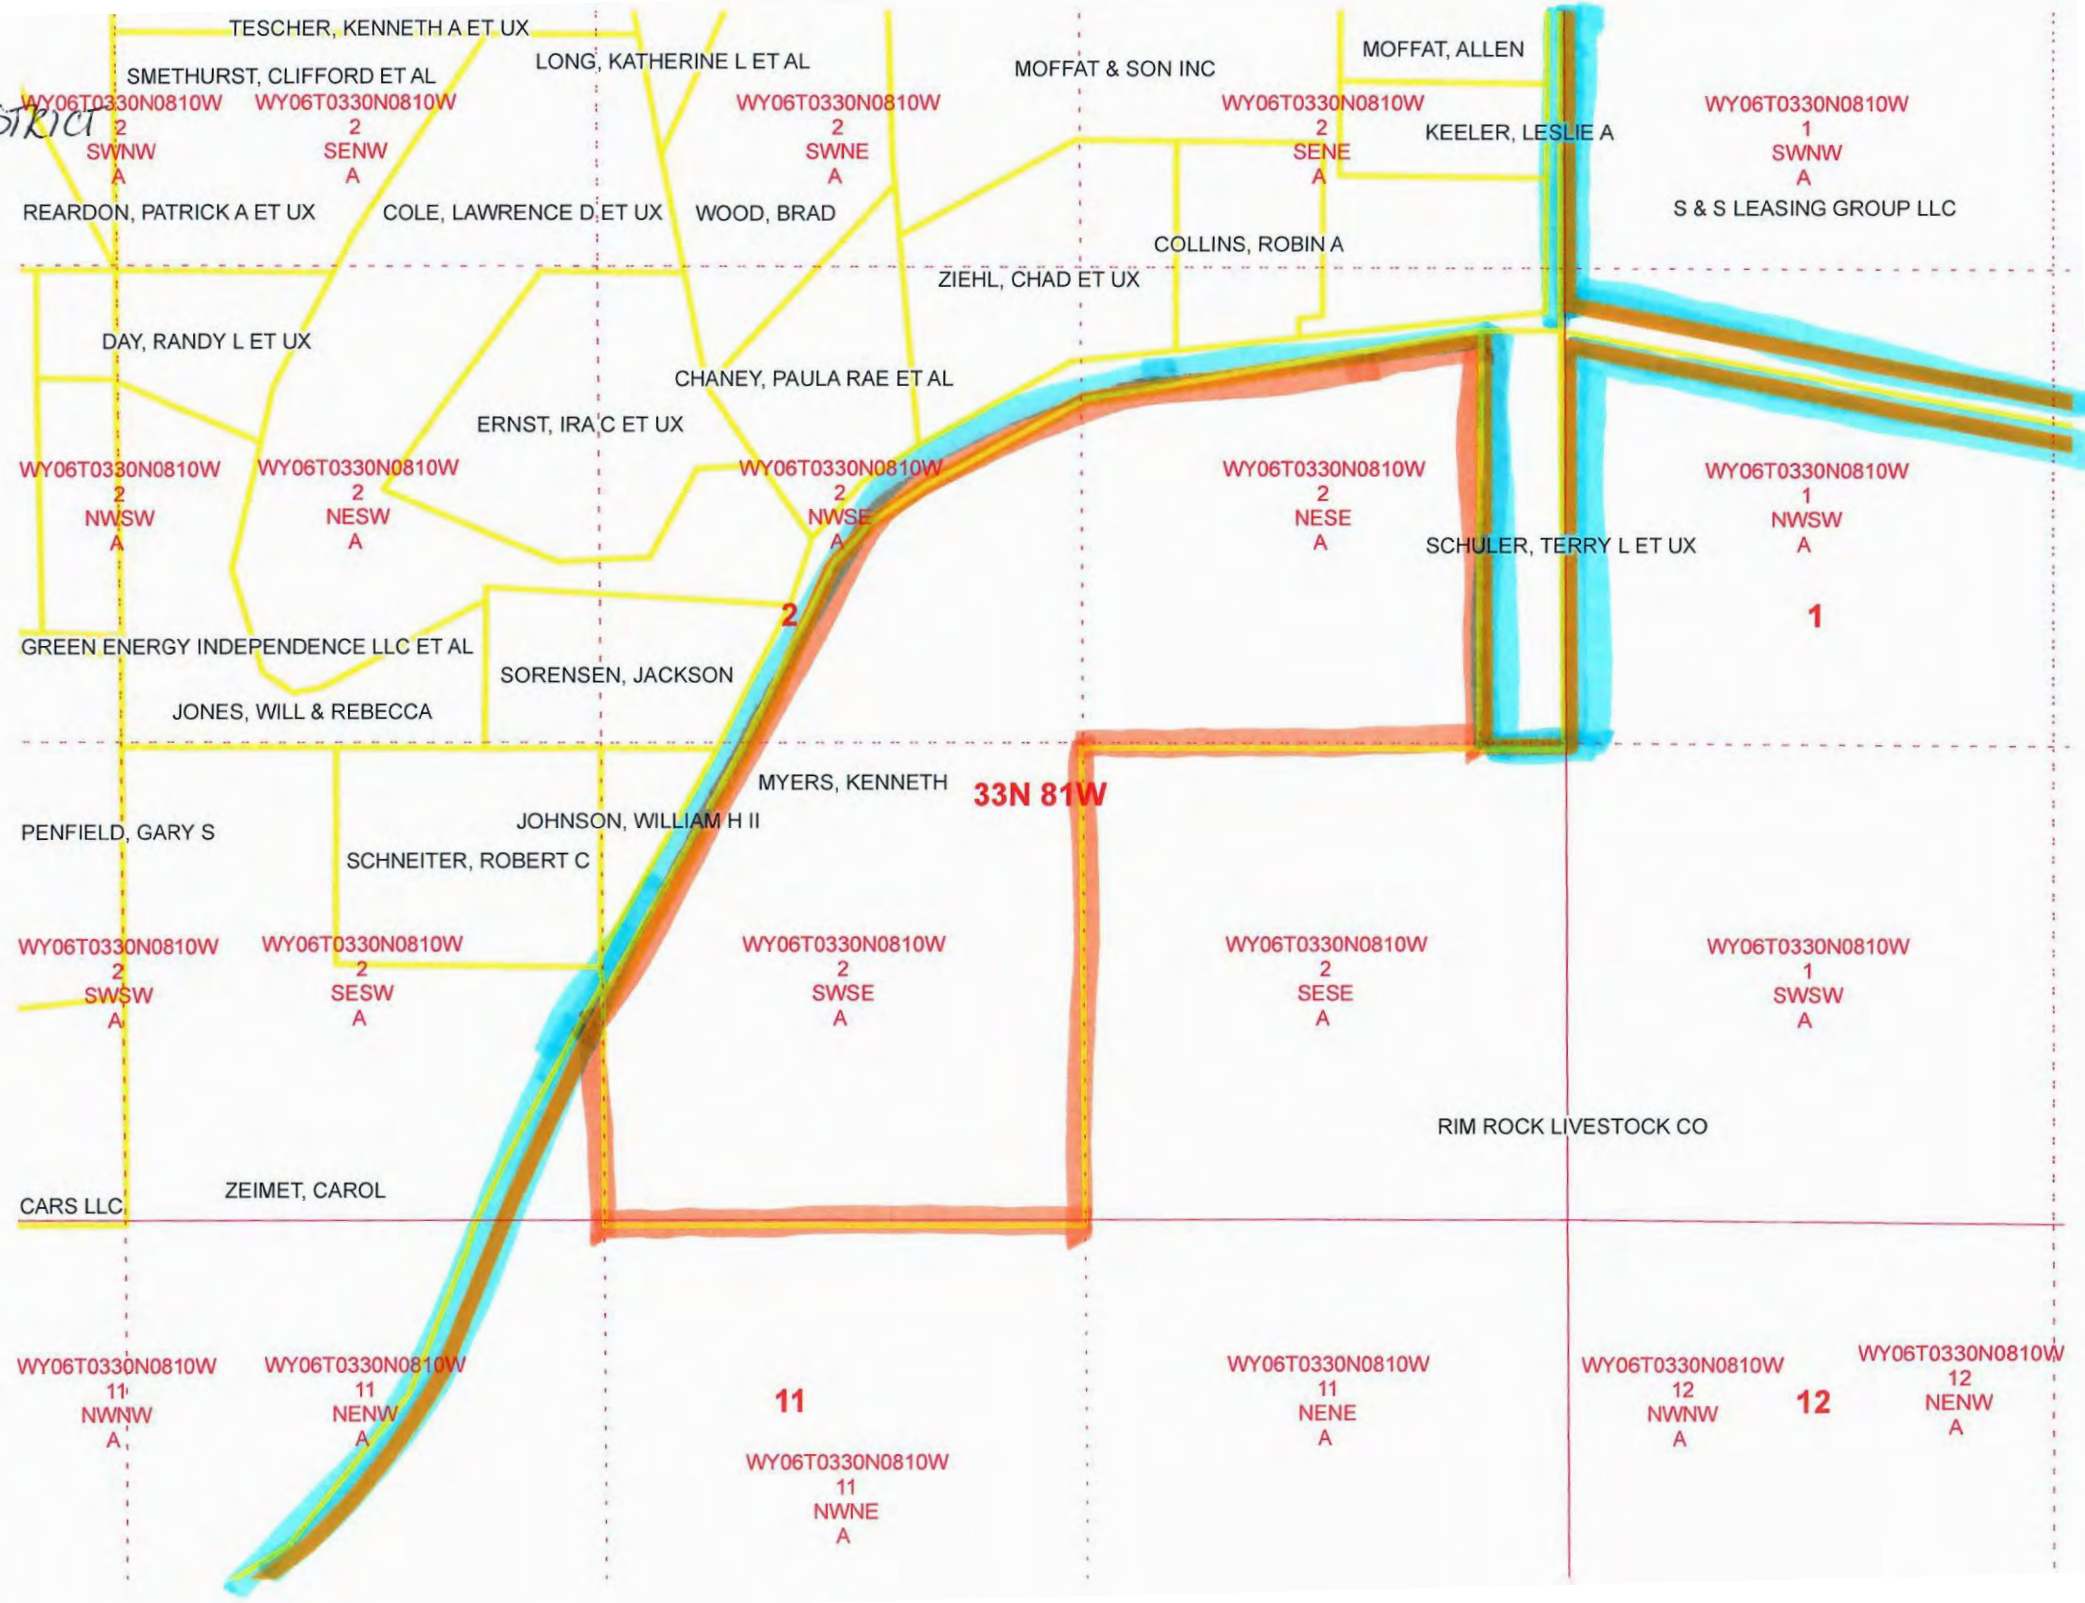 TESCHER, KENNETH A ET UX
MOFFAT, ALLEN
LONG, KATHERINE L ET AL
MOFFAT & SON INC
SMETHURST, CLIFFORD ET AL
WY06T0330N0810W
2
SWNW
A
WY06T0330N0810W
2
SENW
A
WY06T0330N0810W
2
SWNE
A
WY06T0330N0810W
2
SENE
A
WY06T0330N0810W
1
SWNW
A
STRICT
KEELER, LESLIE A
REARDON, PATRICK A ET UX
COLE, LAWRENCE D ET UX
WOOD, BRAD
S & S LEASING GROUP LLC
COLLINS, ROBIN A
ZIEHL, CHAD ET UX
DAY, RANDY L ET UX
CHANEY, PAULA RAE ET AL
ERNST, IRA C ET UX
WY06T0330N0810W
2
NWSW
A
WY06T0330N0810W
2
NESW
A
WY06T0330N0810W
2
NWSE
A
WY06T0330N0810W
2
NESE
A
WY06T0330N0810W
1
NWSW
A
SCHULER, TERRY L ET UX
2
1
GREEN ENERGY INDEPENDENCE LLC ET AL
SORENSEN, JACKSON
JONES, WILL & REBECCA
MYERS, KENNETH
33N 81W
JOHNSON, WILLIAM H II
PENFIELD, GARY S
SCHNEITER, ROBERT C
WY06T0330N0810W
2
SWSW
A
WY06T0330N0810W
2
SESW
A
WY06T0330N0810W
2
SWSE
A
WY06T0330N0810W
2
SESE
A
WY06T0330N0810W
1
SWSW
A
RIM ROCK LIVESTOCK CO
ZEIMET, CAROL
CARS LLC
WY06T0330N0810W
11
NWNW
A
WY06T0330N0810W
11
NENW
A
11
WY06T0330N0810W
11
NWNE
A
WY06T0330N0810W
11
NENE
A
WY06T0330N0810W
12
NWNW
A
12
WY06T0330N0810W
12
NENW
A